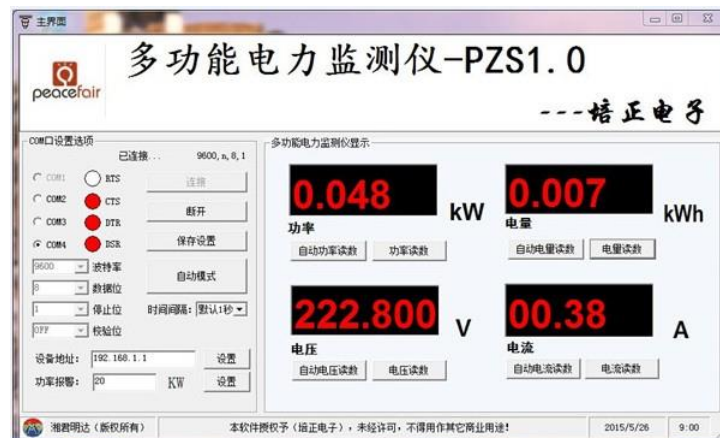 主界面
peacefair
多功能电力监测仪-PZS1.0
---培正电子
COM口设置选项
已连接... 9600,n,8,1
COM1 RTS 连接
COM2 CTS 断开
COM3 DTR 保存设置
COM4 DSR 自动模式
9600 波特率
8 数据位
1 停止位 时间间隔: 默认1秒
OFF 校验位
设备地址: 192.168.1.1 设置
功率报警: 20 KW 设置
多功能电力监测仪显示
0.048 kW
功率
自动功率读数 功率读数
0.007 kWh
电量
自动电量读数 电量读数
222.800 V
电压
自动电压读数 电压读数
00.38 A
电流
自动电流读数 电流读数
湘君明达(版权所有) 本软件授权予(培正电子),未经许可,不得用作其它商业用途! 2015/5/26 9:00